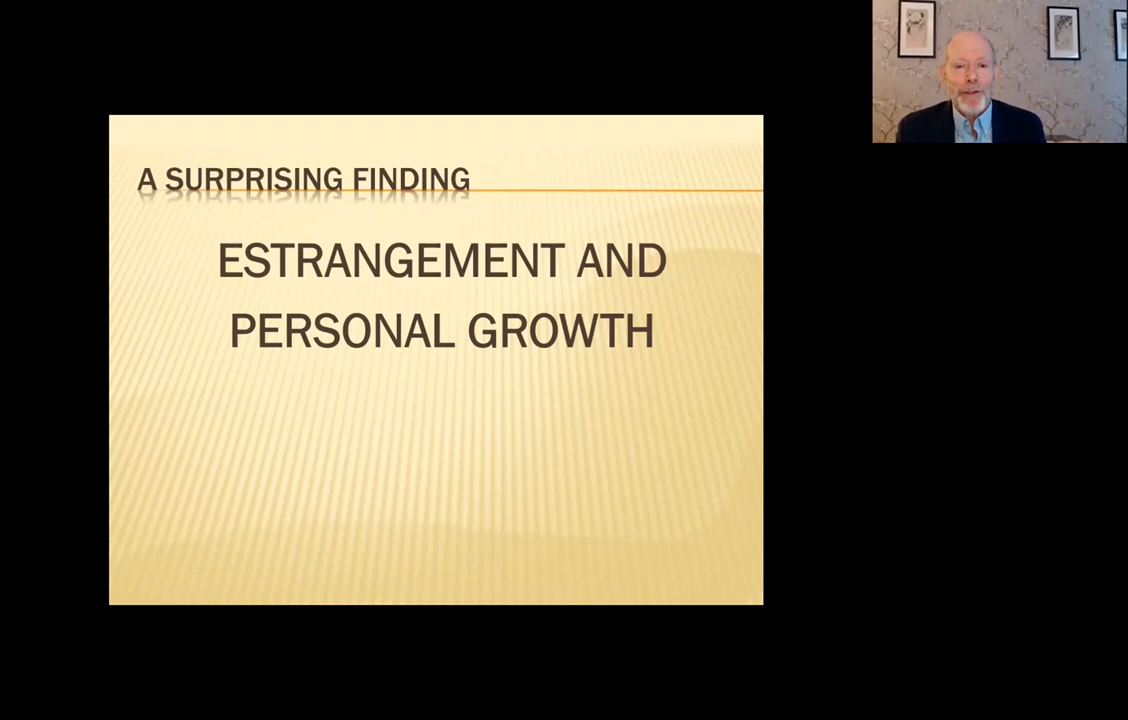 A SURPRISING FINDING
ESTRANGEMENT AND
PERSONAL GROWTH